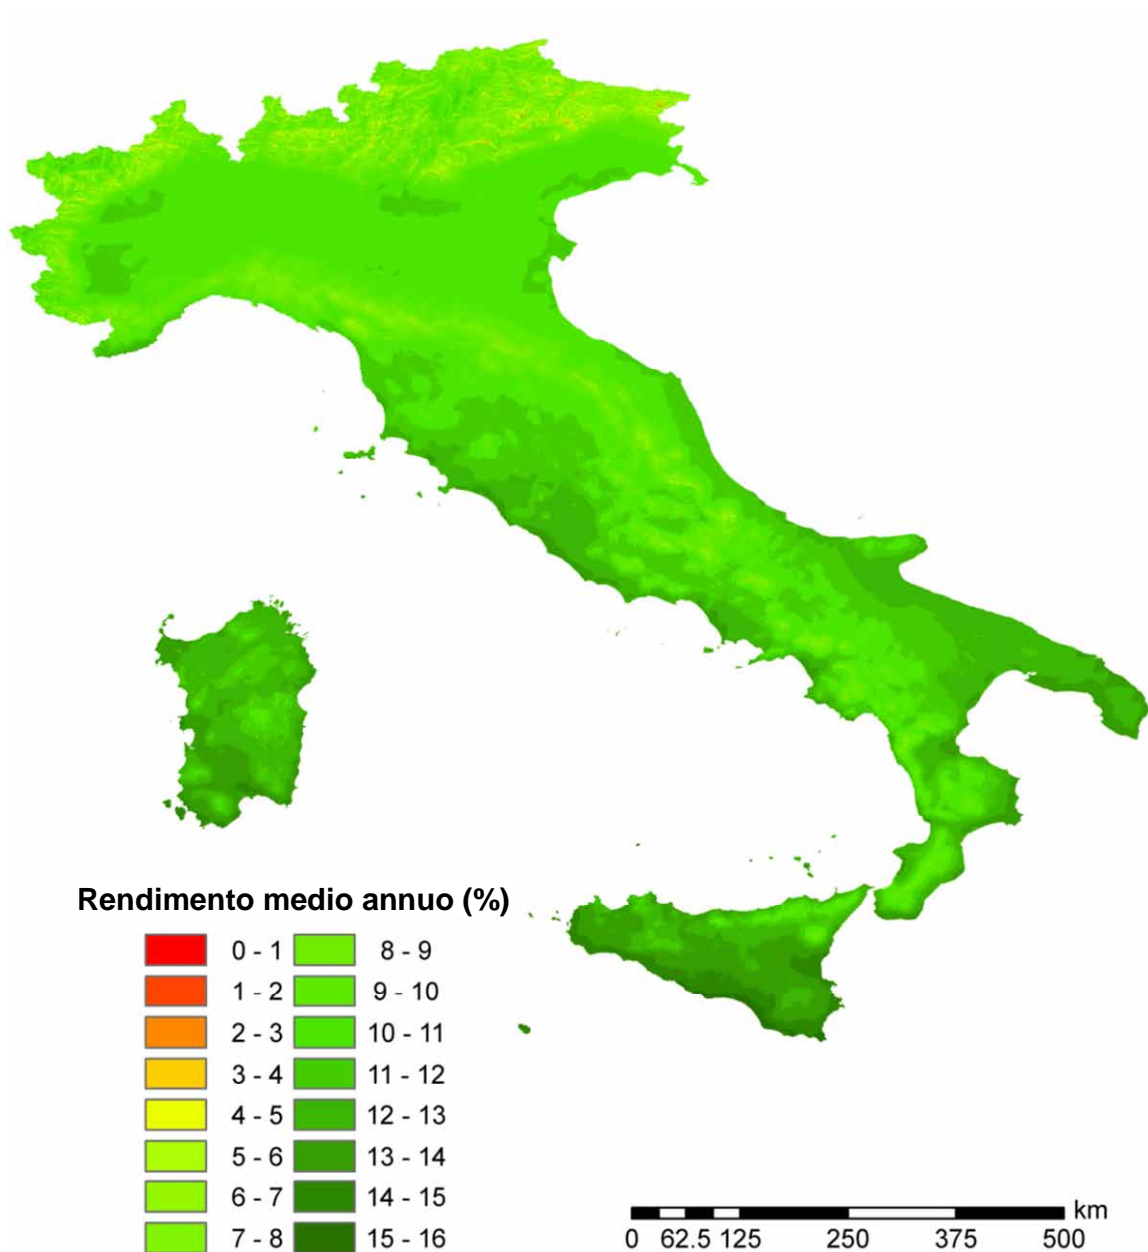 Rendimento medio annuo (%)
0 - 1 8 - 9
1 - 2 9 - 10
2 - 3 10 - 11
3 - 4 11 - 12
4 - 5 12 - 13
5 - 6 13 - 14
6 - 7 14 - 15
7 - 8 15 - 16
km
0 62.5 125 250 375 500